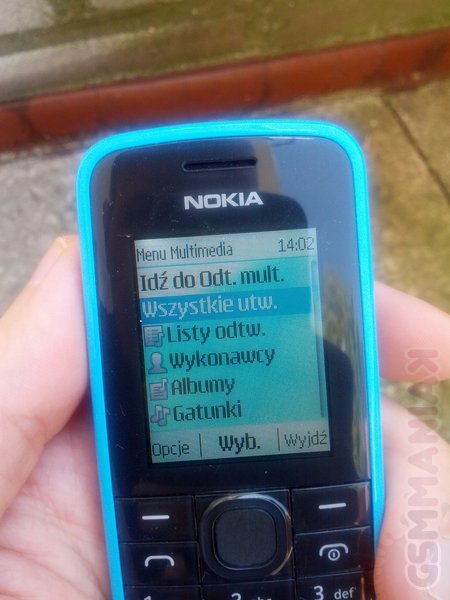 NOKIA
Menu Multimedia 14:02
Idź do Odt. mult.
Wszystkie utw.
Listy odtw.
Wykonawcy
Albumy
Gatunki
Opcje Wyb. Wyjdź
3 def
GSMMANIAK